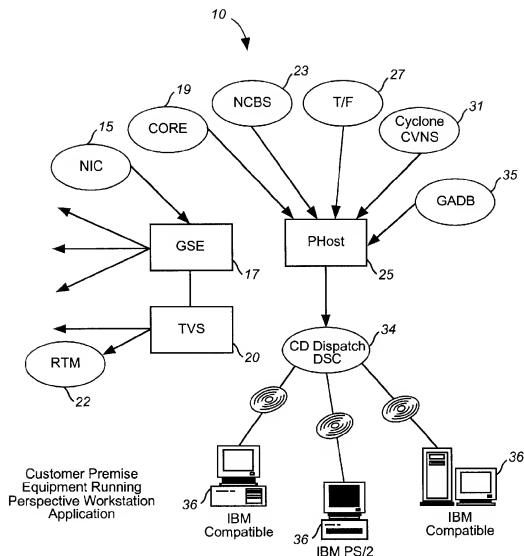 10
23
27
19
NCBS
T/F
31
15
CORE
Cyclone
CVNS
NIC
35
GADB
GSE
PHost
17
25
TVS
34
CD Dispatch
DSC
20
RTM
22
36
Customer Premise
Equipment Running
Perspective Workstation
Application
36
IBM
Compatible
36
IBM PS/2
IBM
Compatible